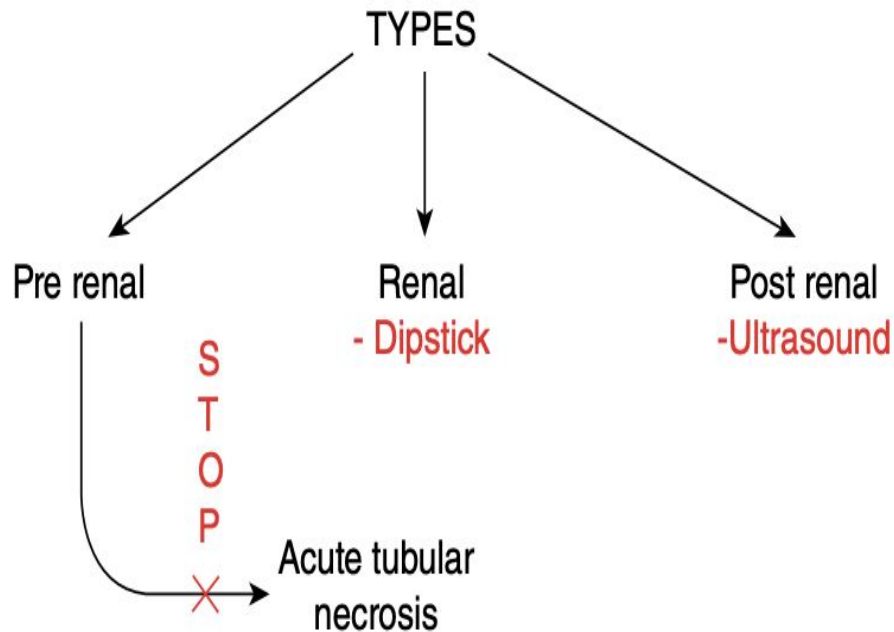 TYPES
Pre renal
Renal
- Dipstick
Post renal
-Ultrasound
S
T
O
P
Acute tubular
necrosis